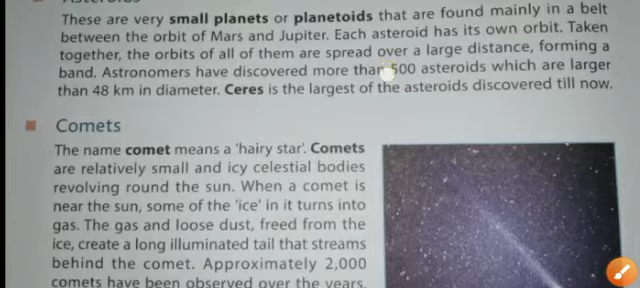 These are very small planets or planetoids that are found mainly in a belt
between the orbit of Mars and Jupiter. Each asteroid has its own orbit. Taken
together, the orbits of all of them are spread over a large distance, forming a
band. Astronomers have discovered more than 500 asteroids which are larger
than 48 km in diameter. Ceres is the largest of the asteroids discovered till now.
Comets
The name comet means a 'hairy star'. Comets
are relatively small and icy celestial bodies
revolving round the sun. When a comet is
near the sun, some of the 'ice' in it turns into
gas. The gas and loose dust, freed from the
ice, create a long illuminated tail that streams
behind the comet. Approximately 2,000
comets have been observed over the years.